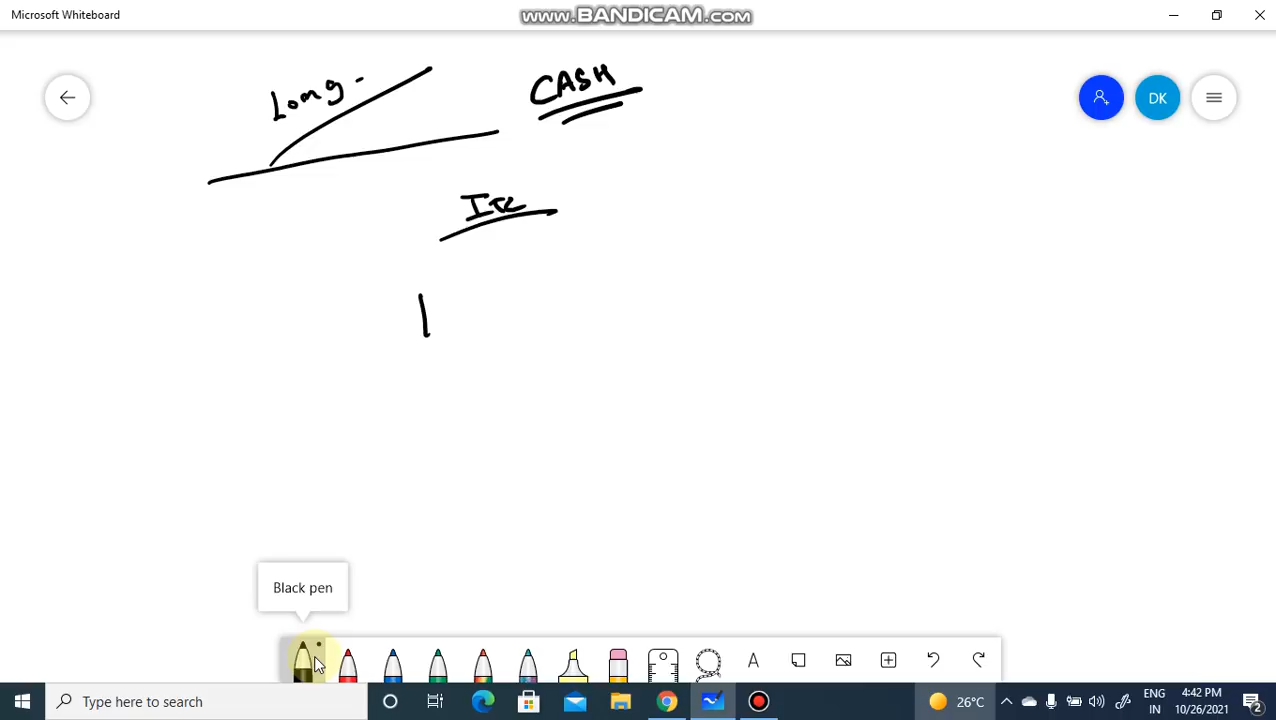 Microsoft Whiteboard
www.BANDICAM.com
Long -
CASH
DK
Black pen
A
Type here to search
26°C
ENG
IN
4:42 PM
10/26/2021
2